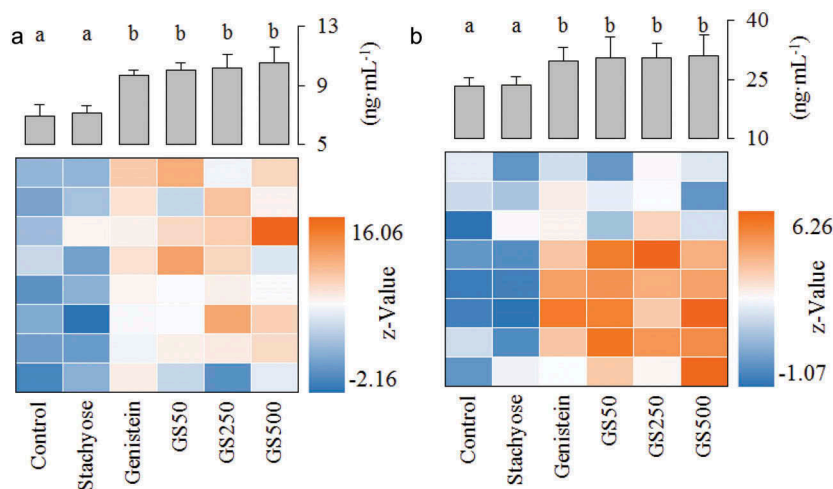 a
a a b b b b
13
9
5
(ng·mL⁻¹)
16.06
-2.16
z-Value
Control
Stachyose
Genistein
GS50
GS250
GS500
b
a a b b b b
40
25
10
(ng·mL⁻¹)
6.26
-1.07
z-Value
Control
Stachyose
Genistein
GS50
GS250
GS500